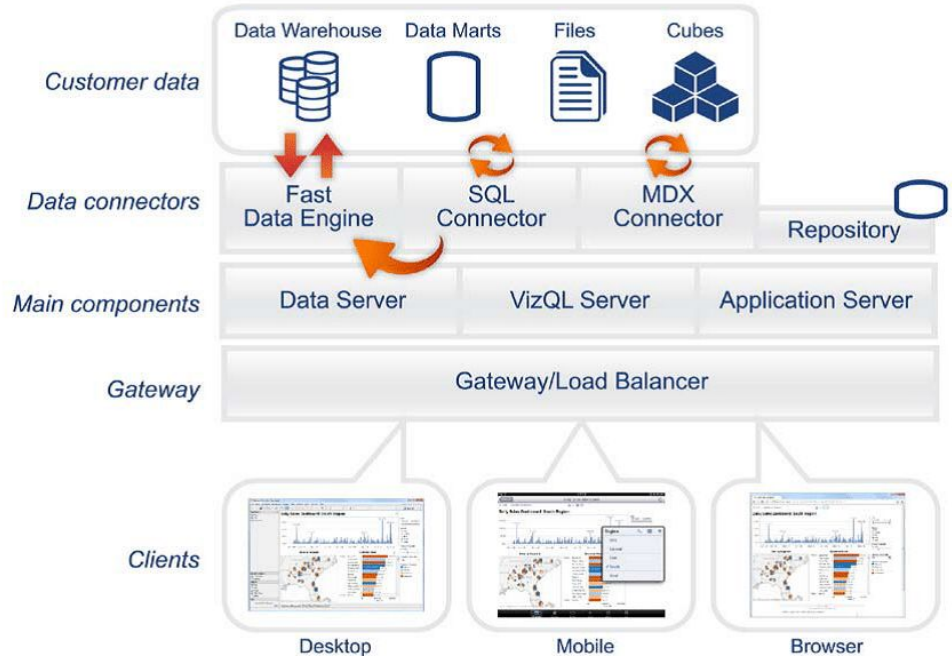 Data Warehouse
Data Marts
Files
Cubes
Customer data
Data connectors
Fast
Data Engine
SQL
Connector
MDX
Connector
Repository
Main components
Data Server
VizQL Server
Application Server
Gateway
Gateway/Load Balancer
Clients
Desktop
Mobile
Browser